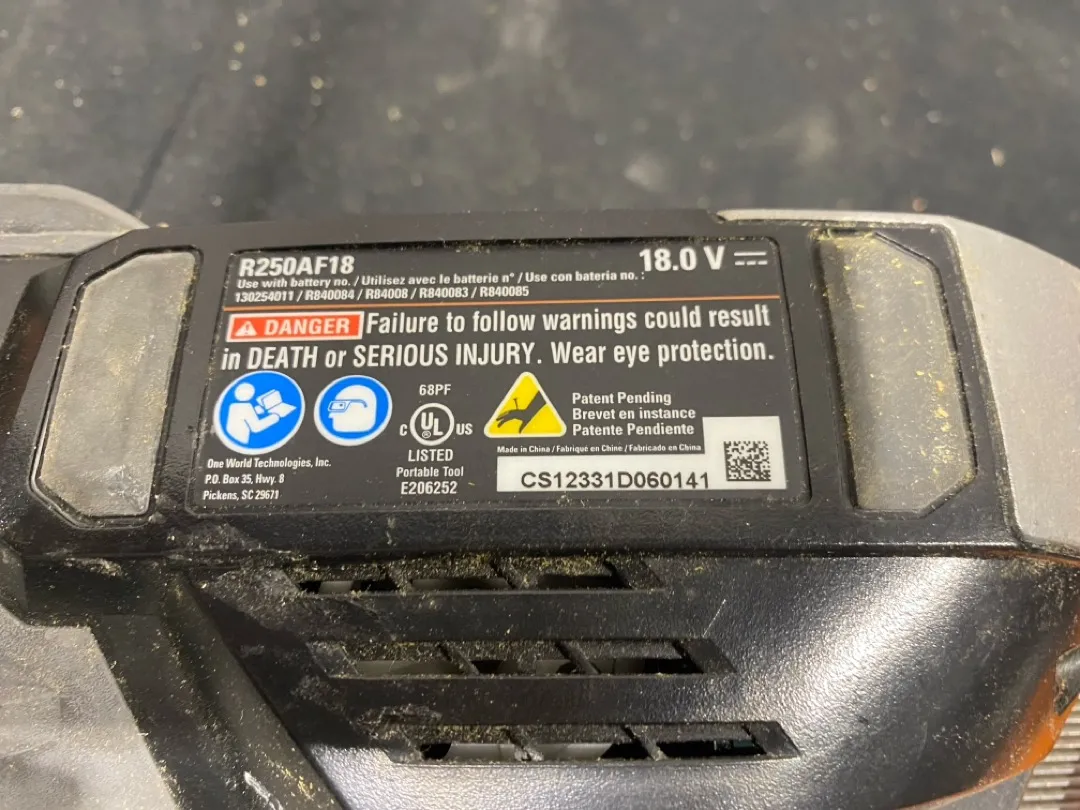 R250AF18 18.0 V
Use with battery no. / Utilisez avec le batterie n° / Use con batería no. :
130254011 / R840084 / R84008 / R840083 / R840085
DANGER Failure to follow warnings could result
in DEATH or SERIOUS INJURY. Wear eye protection.
68PF
C UL US
LISTED
Portable Tool
E206252
Patent Pending
Brevet en instance
Patente Pendiente
Made in China / Fabriqué en Chine / Fabricado en China
One World Technologies, Inc.
P.O. Box 35, Hwy. 8
Pickens, SC 29671
CS12331D060141